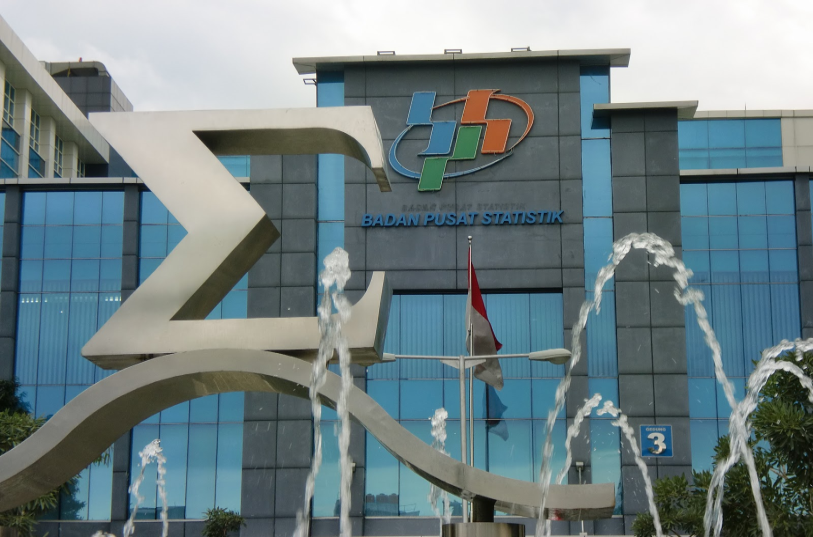 Σ
BADAN PUSAT STATISTIK
3